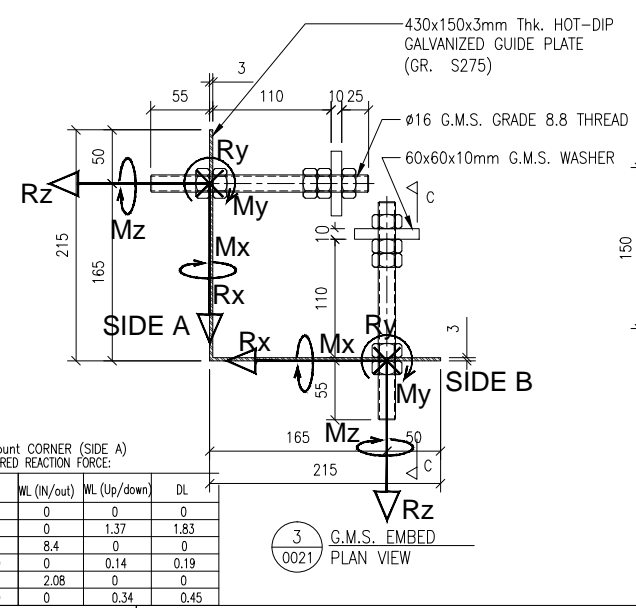 430x150x3mm Thk. HOT-DIP
GALVANIZED GUIDE PLATE
(GR. S275)
3
55
110
10
25
ø16 G.M.S. GRADE 8.8 THREAD
60x60x10mm G.M.S. WASHER
50
Ry
Rz
My
Mz
C
10
215
165
Mx
Rx
150
110
SIDE A
Rx
Mx
Ry
3
SIDE B
My
55
Mz
165
50
215
C
Rz
ount CORNER (SIDE A)
RED REACTION FORCE:
WL (IN/out) WL (Up/down) DL
0 0 0
0 1.37 1.83
8.4 0 0
0 0.14 0.19
2.08 0 0
0 0.34 0.45
3
0021
G.M.S. EMBED
PLAN VIEW